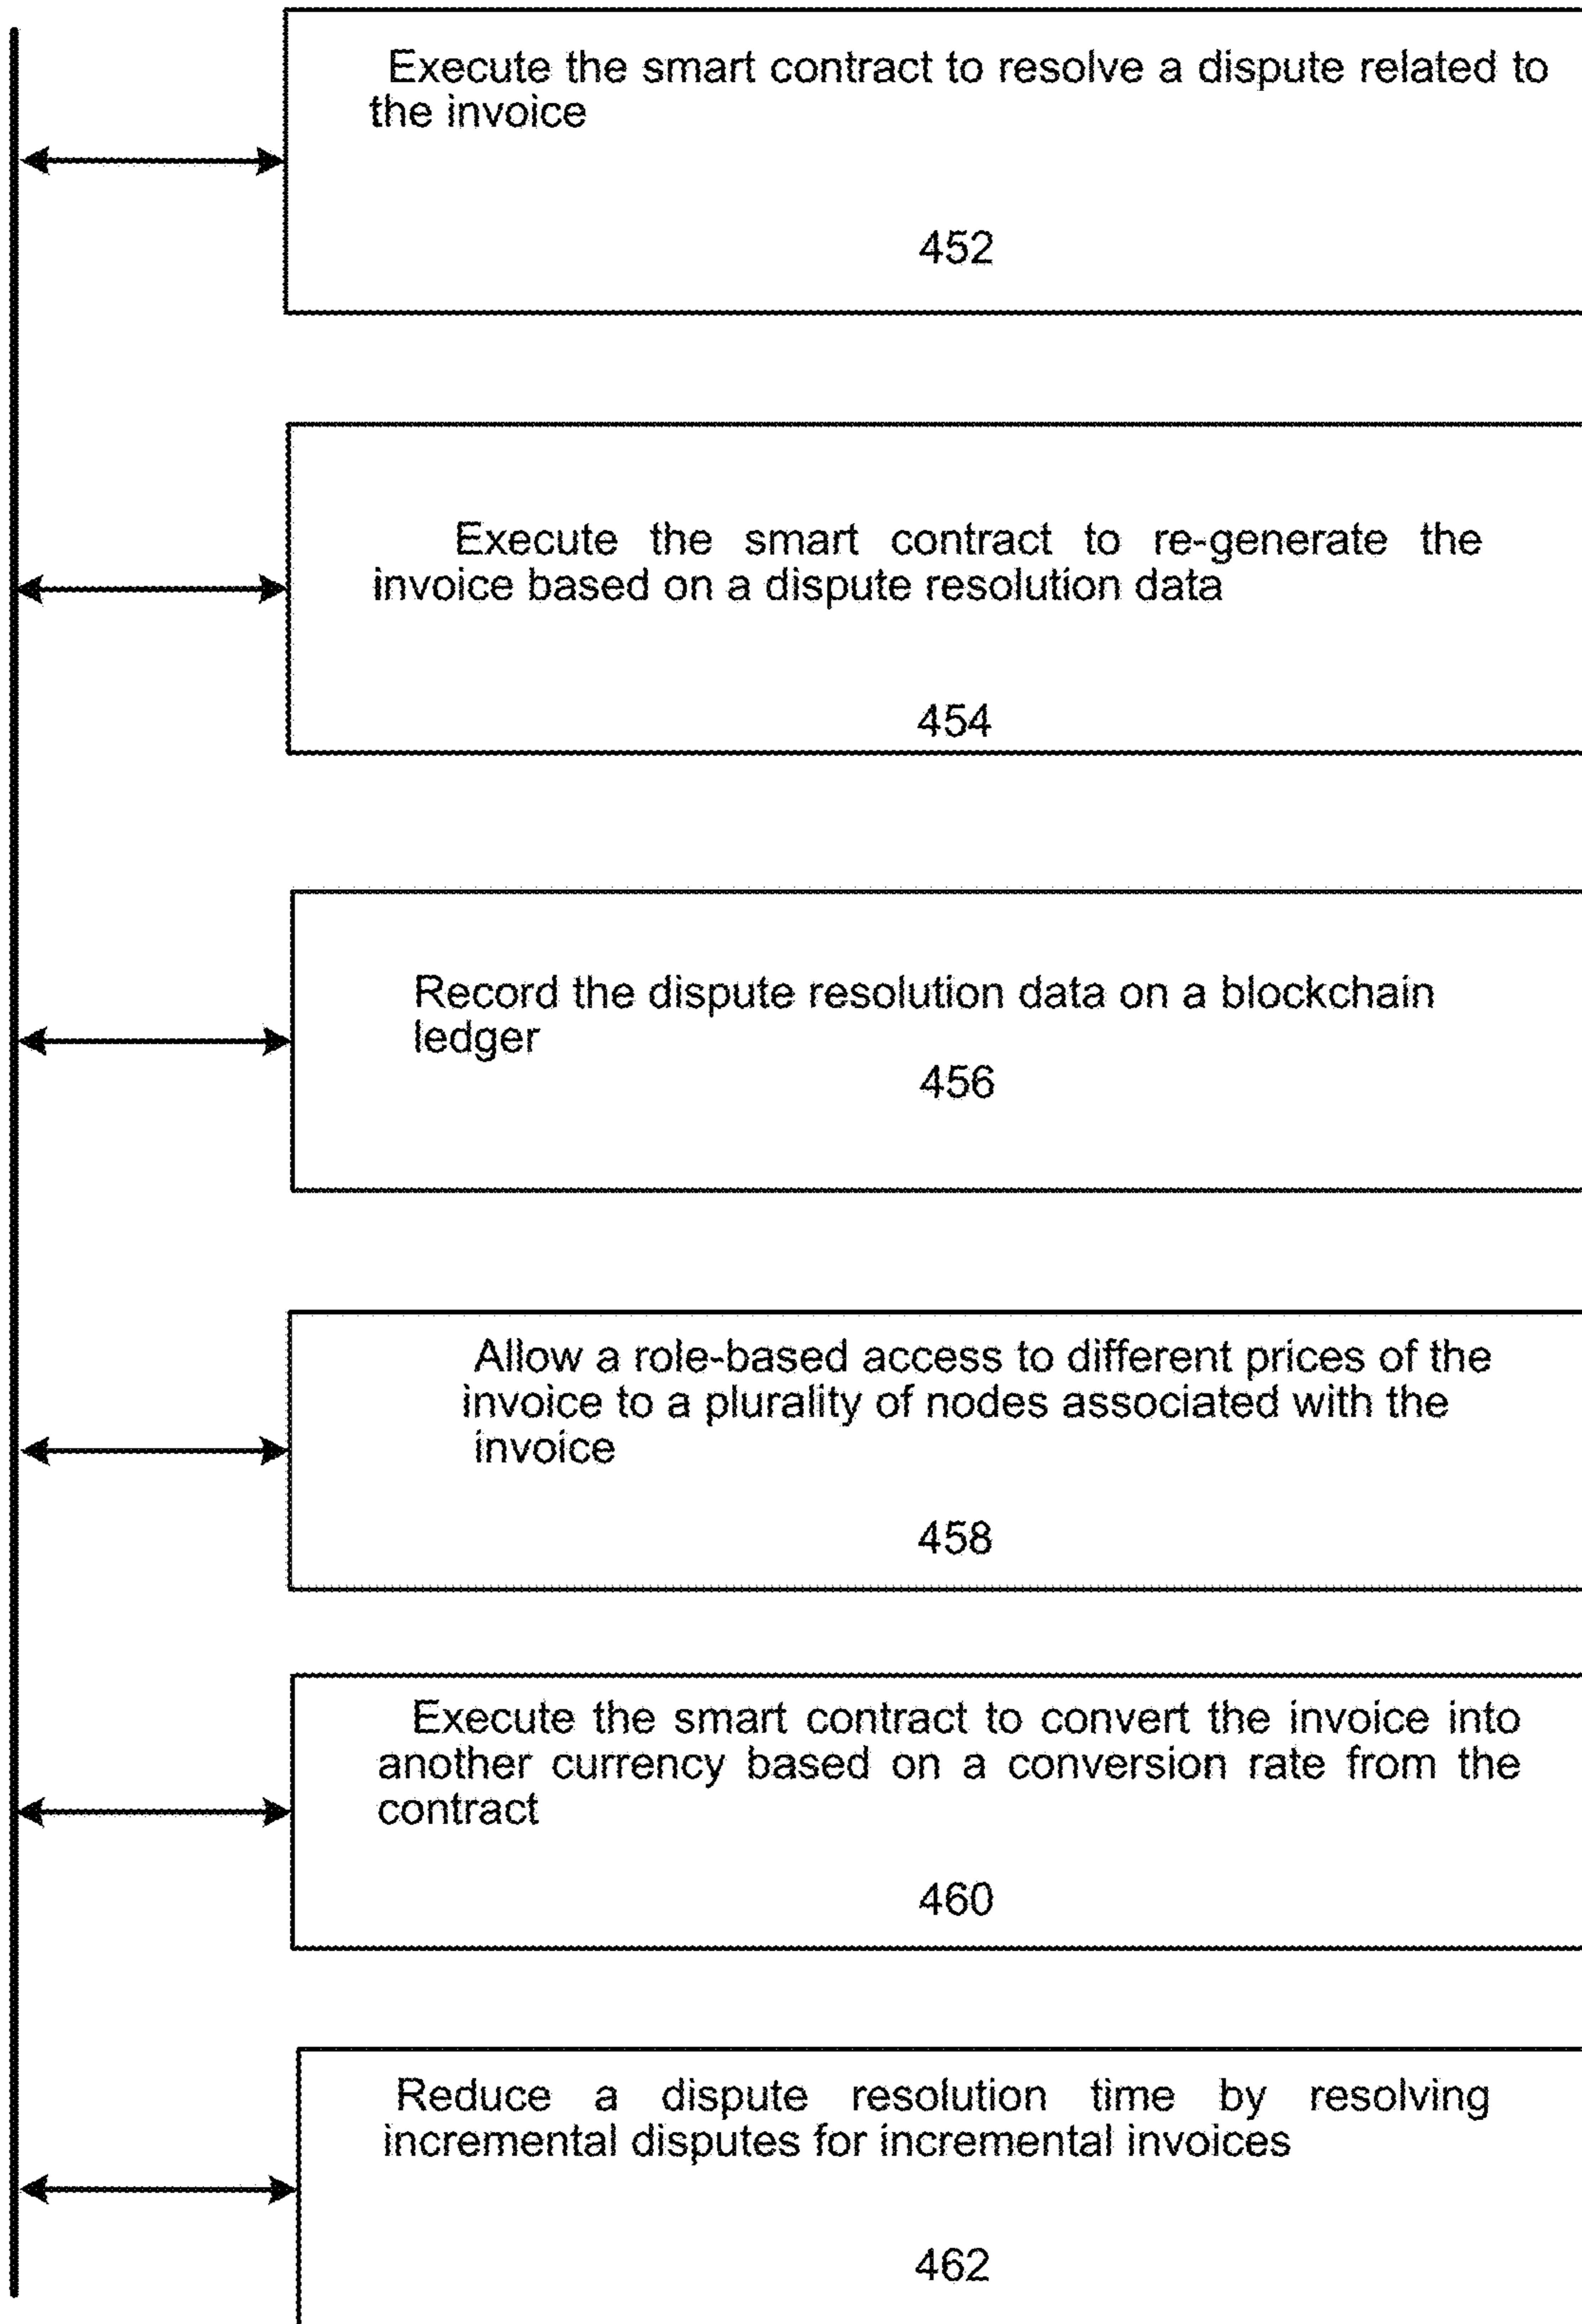 Execute the smart contract to resolve a dispute related to
the invoice
452
Execute the smart contract to re-generate the
invoice based on a dispute resolution data
454
Record the dispute resolution data on a blockchain
ledger
456
Allow a role-based access to different prices of the
invoice to a plurality of nodes associated with the
invoice
458
Execute the smart contract to convert the invoice into
another currency based on a conversion rate from the
contract
460
Reduce a dispute resolution time by resolving
incremental disputes for incremental invoices
462